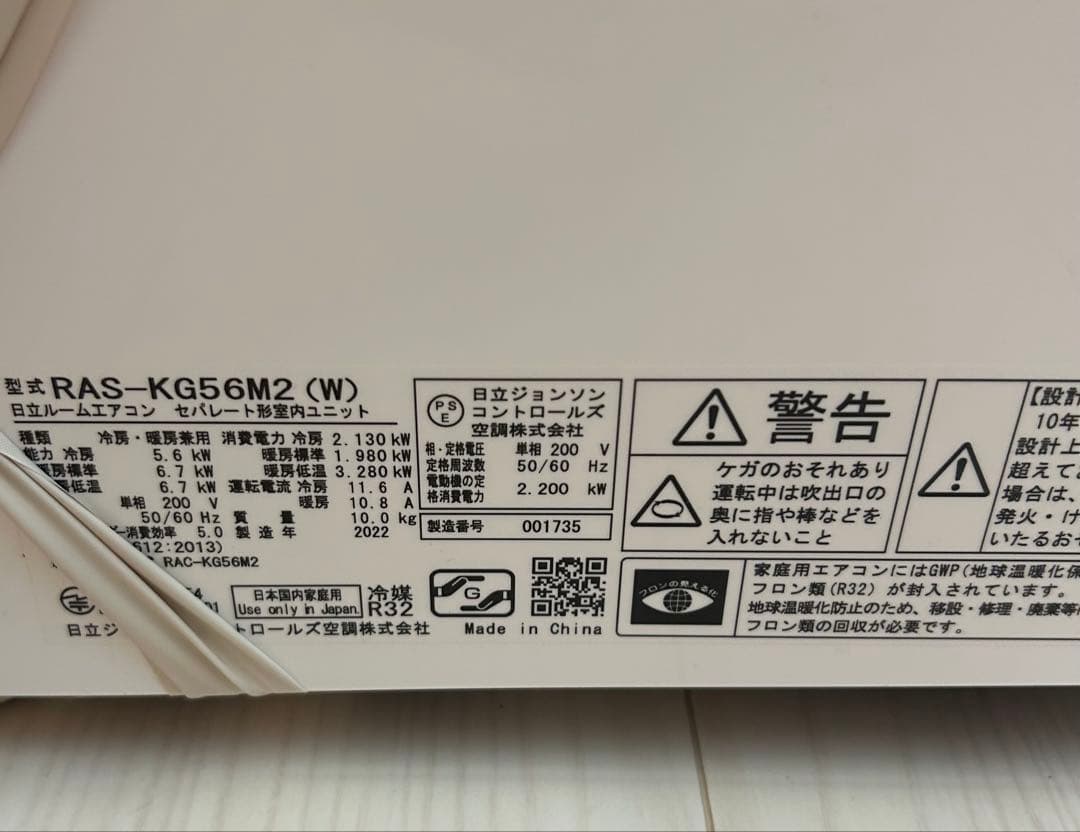 型式 RAS-KG56M2 (W)
日立ルームエアコン セパレート形室内ユニット
種類 冷房・暖房兼用 消費電力 冷房 2.130 kW
能力 冷房 5.6 kW 暖房標準 1.980 kW
暖房標準 6.7 kW 暖房低温 3.280 kW
房低温 6.7 kW 運転電流 冷房 11.6 A
単相 200 V 暖房 10.8 A
50/60 Hz 質量 10.0 kg
消費効率 5.0 製造年 2022
612:2013)
RAC-KG56M2
日本国内家庭用
Use only in Japan.
冷媒
R32
日立ジ
トロールズ空調株式会社
G
Made in China
PS
E
日立ジョンソン
コントロールズ
空調株式会社
相・定格電圧 単相 200 V
定格周波数 50/60 Hz
電動機の定
格消費電力 2.200 kW
製造番号 001735
警告
ケガのおそれあり
運転中は吹出口の
奥に指や棒などを
入れないこと
【設計
10年
設計上
超えて
場合は、
発火・け
いたるおそ
フロンの見える化
家庭用エアコンにはGWP(地球温暖化係
フロン類(R32) が封入されています。
地球温暖化防止のため、移設・修理・廃棄等
フロン類の回収が必要です。